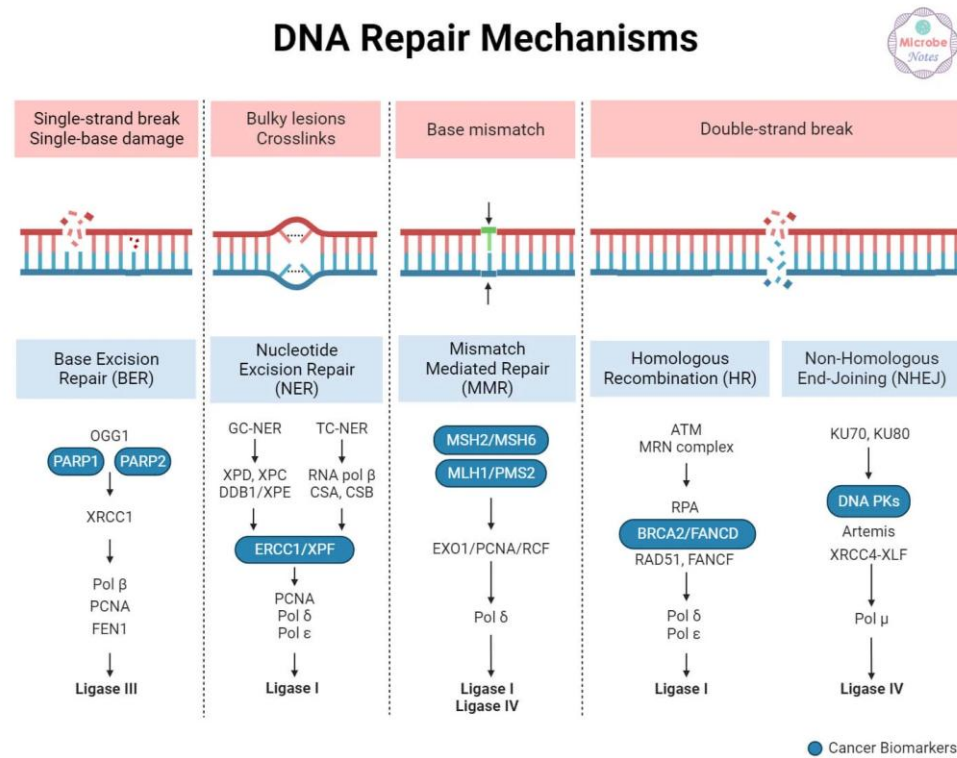 DNA Repair Mechanisms
Microbe
Notes
Single-strand break
Single-base damage
Bulky lesions
Crosslinks
Base mismatch
Double-strand break
Base Excision
Repair (BER)
Nucleotide
Excision Repair
(NER)
Mismatch
Mediated Repair
(MMR)
Homologous
Recombination (HR)
Non-Homologous
End-Joining (NHEJ)
OGG1
PARP1 PARP2
XRCC1
Pol β
PCNA
FEN1
Ligase III
GC-NER TC-NER
XPD, XPC RNA pol β
DDB1/XPE CSA, CSB
ERCC1/XPF
PCNA
Pol δ
Pol ε
Ligase I
MSH2/MSH6
MLH1/PMS2
EXO1/PCNA/RCF
Pol δ
Ligase I
Ligase IV
ATM
MRN complex
RPA
BRCA2/FANCD
RAD51, FANCF
Pol δ
Pol ε
Ligase I
KU70, KU80
DNA PKs
Artemis
XRCC4-XLF
Pol μ
Ligase IV
Cancer Biomarkers